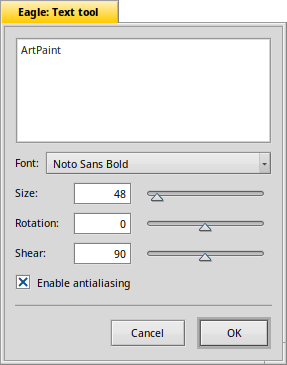 Eagle: Text tool
ArtPaint
Font: Noto Sans Bold
Size: 48
Rotation: 0
Shear: 90
Enable antialiasing
Cancel OK